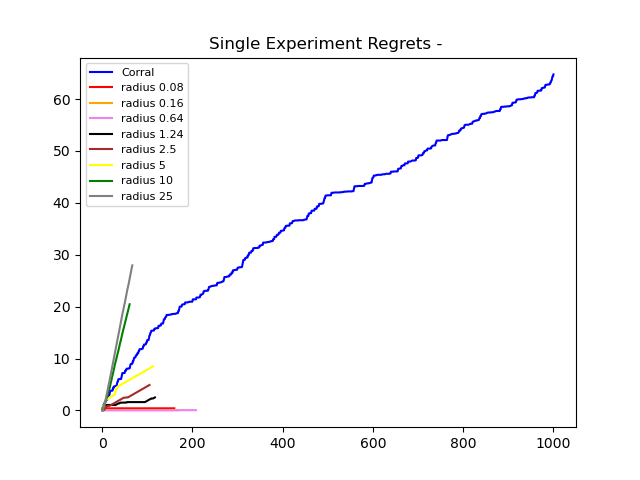 Single Experiment Regrets -
Corral
radius 0.08
radius 0.16
radius 0.64
radius 1.24
radius 2.5
radius 5
radius 10
radius 25
60
50
40
30
20
10
0
0 200 400 600 800 1000